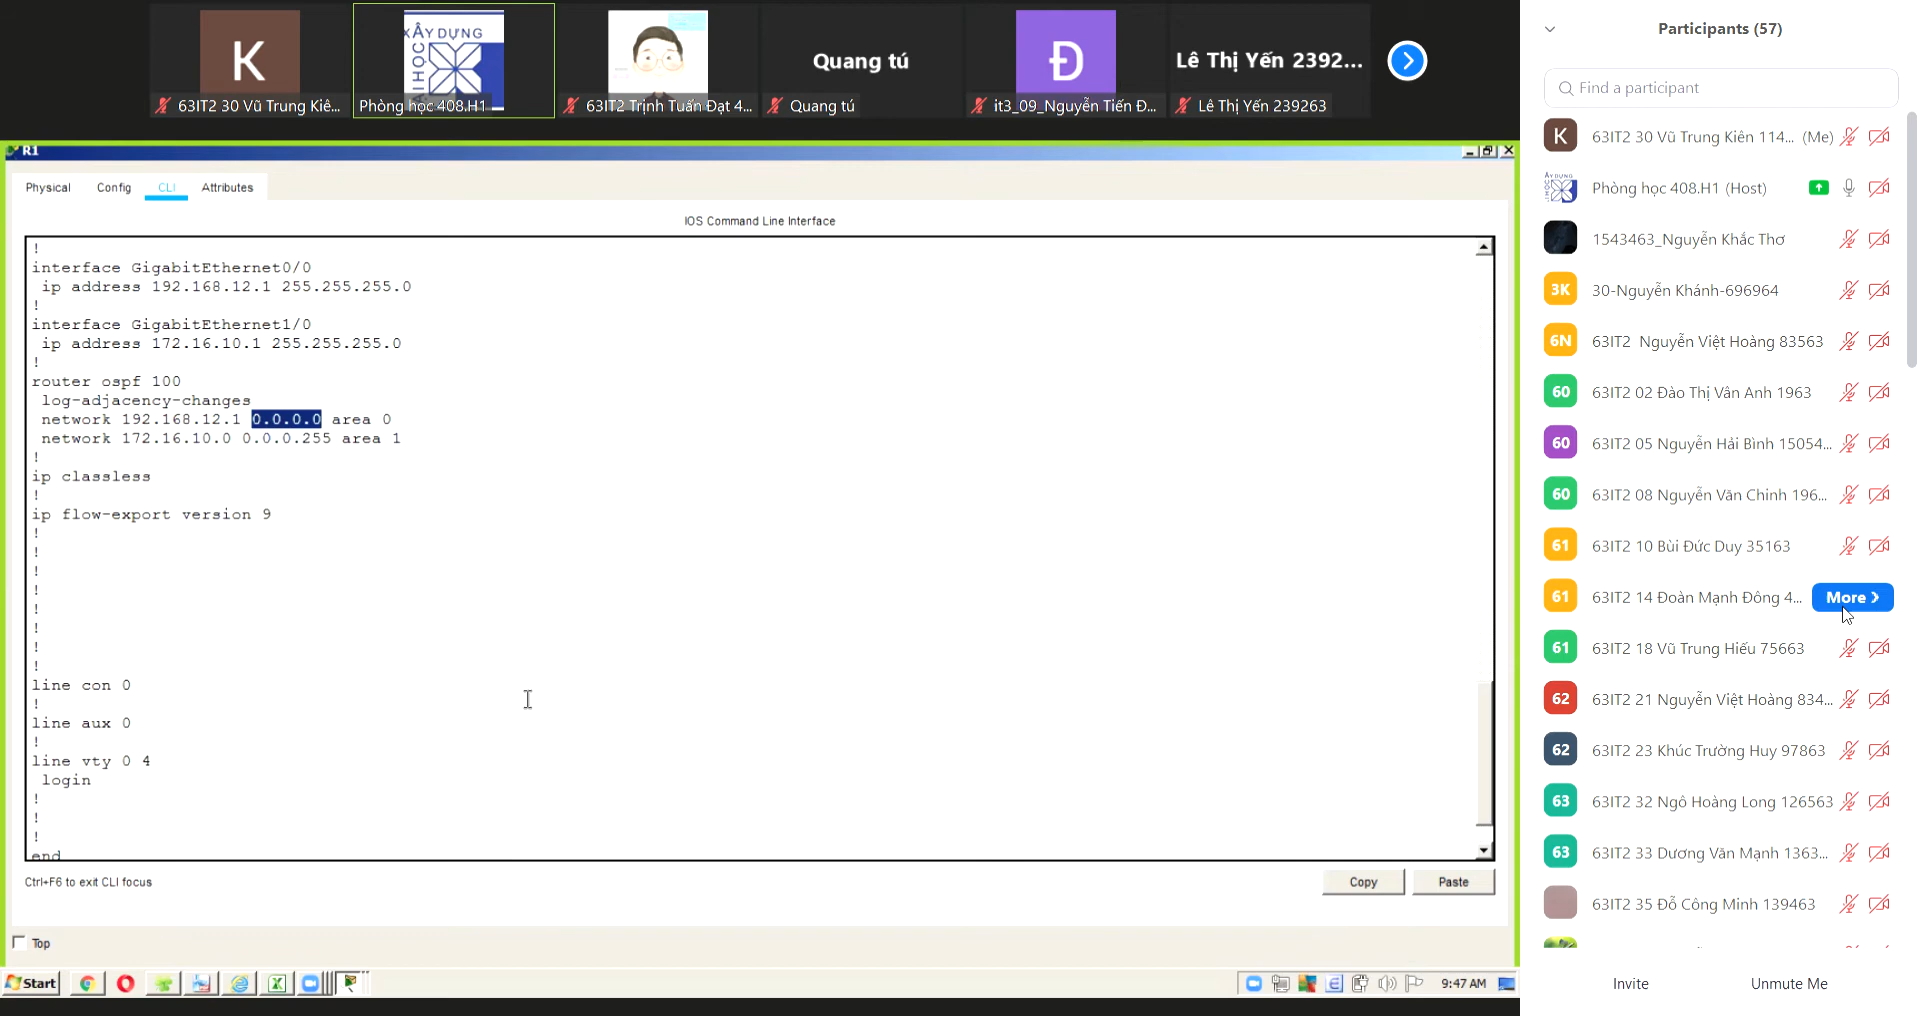 K
63IT2 30 Vũ Trung Kiê...
XÂY DỰNG
Phòng học 408.H1
63IT2 Trịnh Tuấn Đạt 4...
Quang tú
Quang tú
Đ
it3_09_Nguyễn Tiến Đ...
Lê Thị Yến 2392...
Lê Thị Yến 239263
R1
Physical
Config
CLI
Attributes
IOS Command Line Interface
!
interface GigabitEthernet0/0
ip address 192.168.12.1 255.255.255.0
!
interface GigabitEthernet1/0
ip address 172.16.10.1 255.255.255.0
!
router ospf 100
log-adjacency-changes
network 192.168.12.1 0.0.0.0 area 0
network 172.16.10.0 0.0.0.255 area 1
!
ip classless
!
ip flow-export version 9
!
!
!
!
!
!
!
!
line con 0
!
line aux 0
!
line vty 0 4
login
!
!
!
end
Ctrl+F6 to exit CLI focus
Copy
Paste
Top
Start
9:47 AM
Participants (57)
Find a participant
K 63IT2 30 Vũ Trung Kiên 114... (Me)
Phòng học 408.H1 (Host)
1543463_Nguyễn Khắc Thơ
3K 30-Nguyễn Khánh-696964
6N 63IT2 Nguyễn Việt Hoàng 83563
60 63IT2 02 Đào Thị Vân Anh 1963
60 63IT2 05 Nguyễn Hải Bình 15054...
60 63IT2 08 Nguyễn Văn Chinh 196...
61 63IT2 10 Bùi Đức Duy 35163
61 63IT2 14 Đoàn Mạnh Đông 4... More
61 63IT2 18 Vũ Trung Hiếu 75663
62 63IT2 21 Nguyễn Việt Hoàng 834...
62 63IT2 23 Khúc Trường Huy 97863
63 63IT2 32 Ngô Hoàng Long 126563
63 63IT2 33 Dương Văn Mạnh 1363...
63IT2 35 Đỗ Công Minh 139463
Invite
Unmute Me